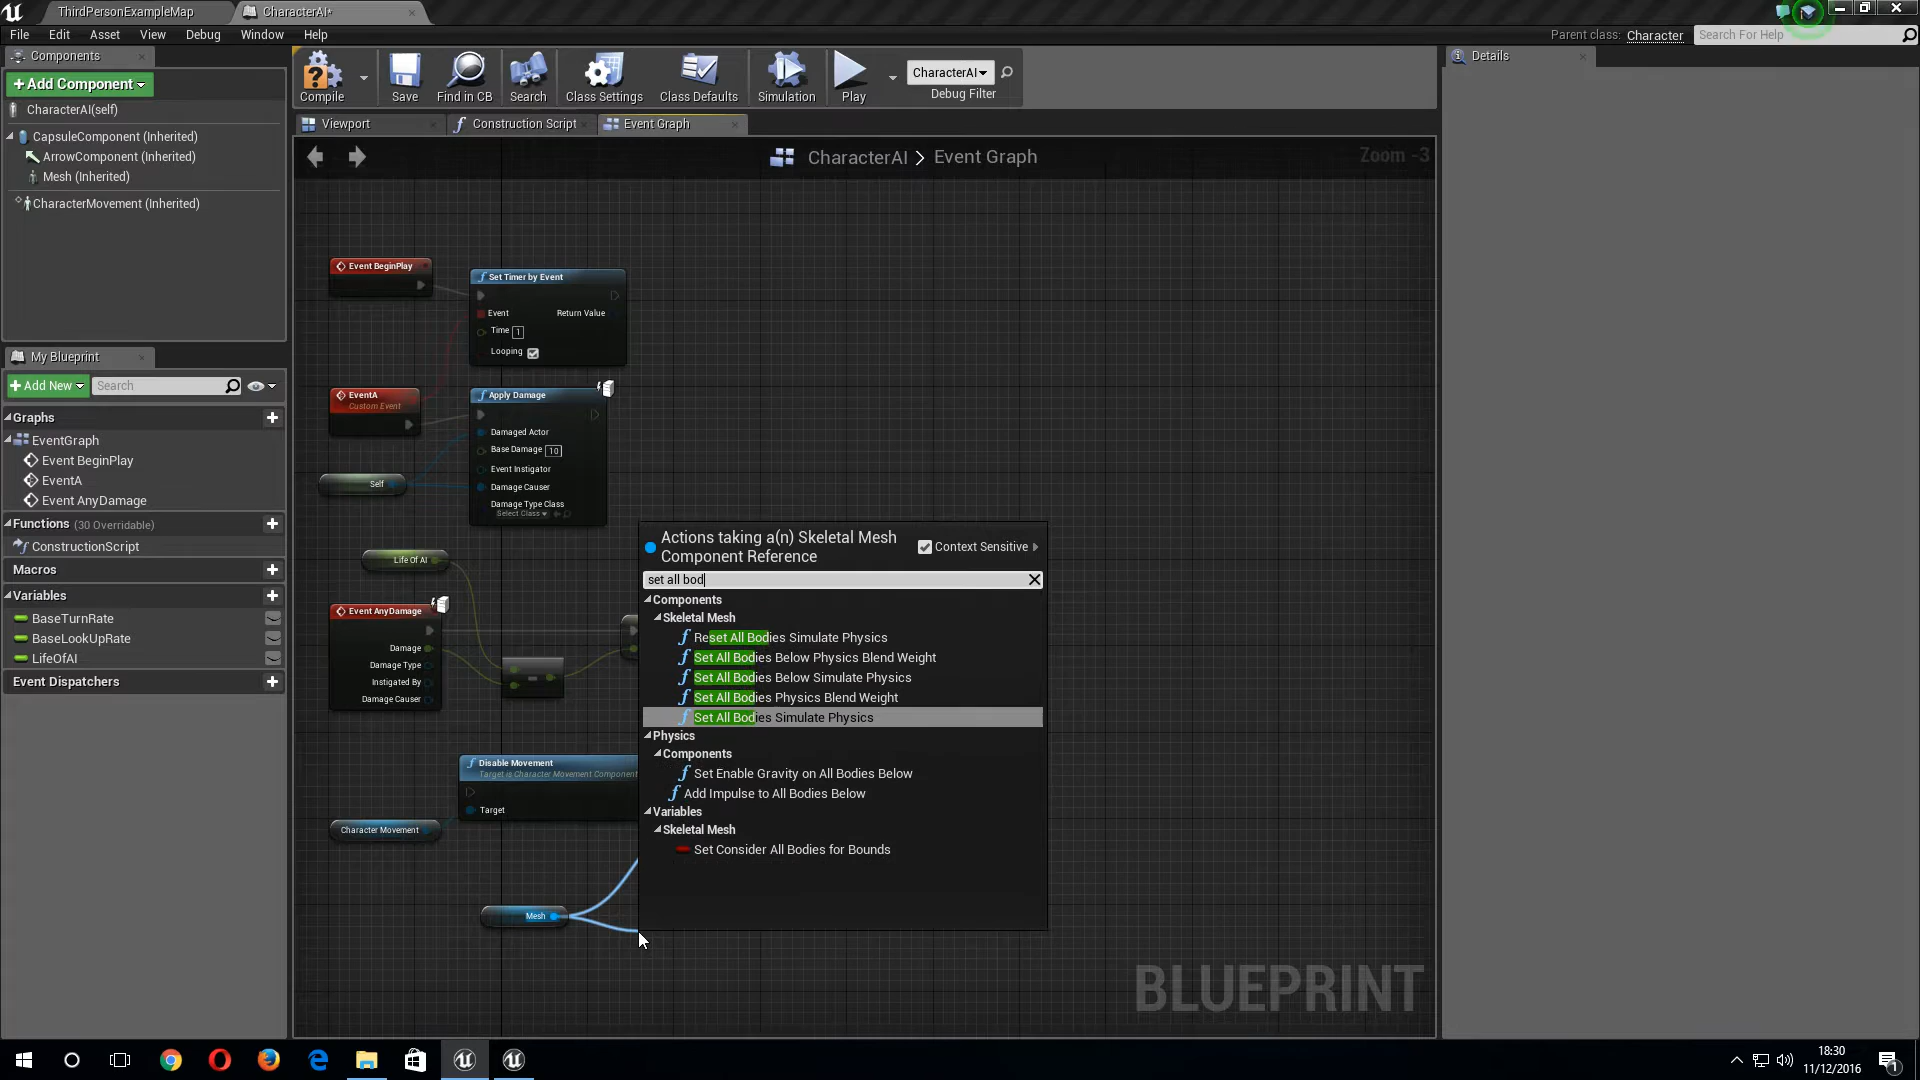 ThirdPersonExampleMap
CharacterAI*
File Edit Asset View Debug Window Help
Parent class: Character
Search For Help
Components
+Add Component
CharacterAI(self)
CapsuleComponent (Inherited)
ArrowComponent (Inherited)
Mesh (Inherited)
CharacterMovement (Inherited)
My Blueprint
+Add New
Search
Graphs
EventGraph
Event BeginPlay
EventA
Event AnyDamage
Functions (30 Overridable)
ConstructionScript
Macros
Variables
BaseTurnRate
BaseLookUpRate
LifeOfAI
Event Dispatchers
Compile
Save
Find in CB
Search
Class Settings
Class Defaults
Simulation
Play
CharacterAI
Debug Filter
Viewport
Construction Script
Event Graph
CharacterAI > Event Graph
Zoom -3
Event BeginPlay
Set Timer by Event
Event
Return Value
Time 1
Looping
EventA
Custom Event
Apply Damage
Damaged Actor
Base Damage 10
Event Instigator
Damage Causer
Damage Type Class
Select Class
Self
Life Of AI
Event AnyDamage
Damage
Damage Type
Instigated By
Damage Causer
Disable Movement
Target is Character Movement Component
Target
Character Movement
Mesh
Actions taking a(n) Skeletal Mesh
Component Reference
Context Sensitive
set all bod
Components
Skeletal Mesh
Reset All Bodies Simulate Physics
Set All Bodies Below Physics Blend Weight
Set All Bodies Below Simulate Physics
Set All Bodies Physics Blend Weight
Set All Bodies Simulate Physics
Physics
Components
Set Enable Gravity on All Bodies Below
Add Impulse to All Bodies Below
Variables
Skeletal Mesh
Set Consider All Bodies for Bounds
BLUEPRINT
Details
18:30
11/12/2016
1